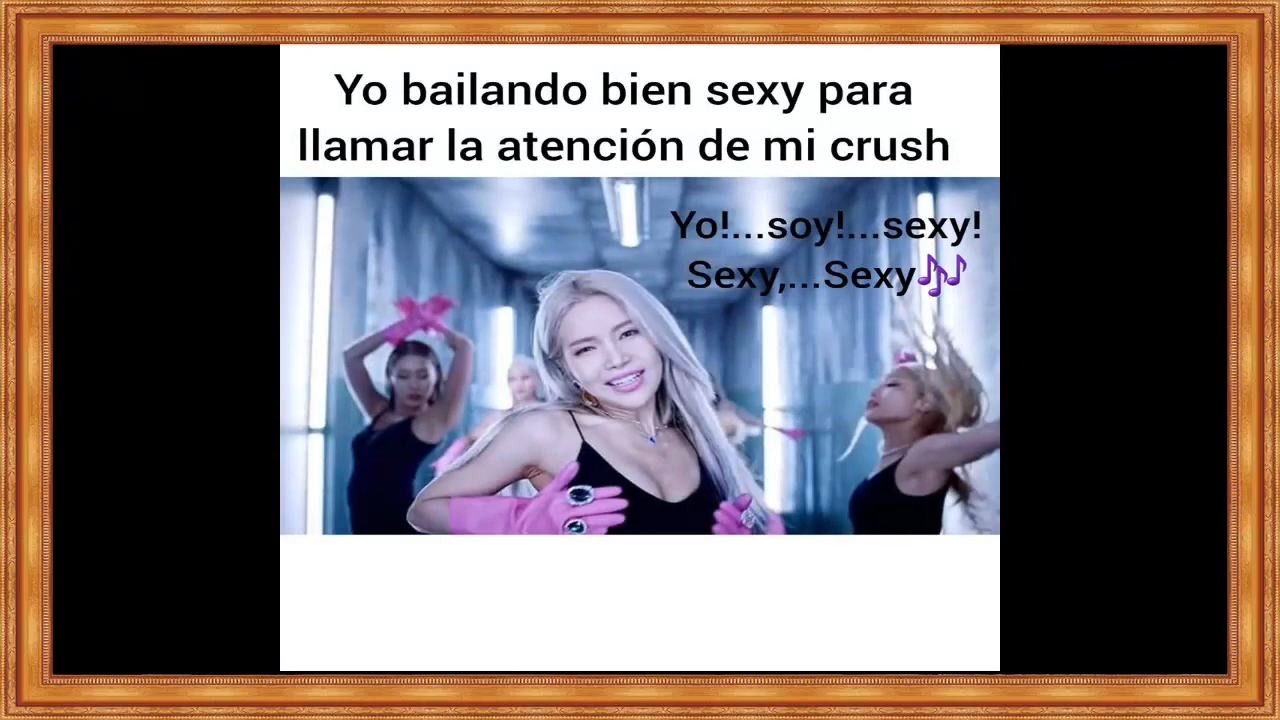 Yo bailando bien sexy para
llamar la atención de mi crush
Yo!...soy!...sexy!
Sexy,...Sexy🎶